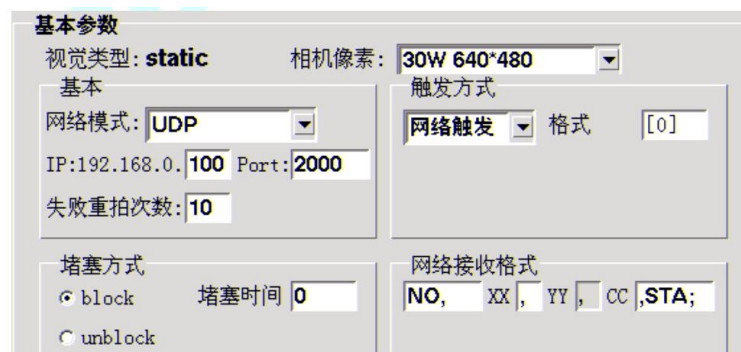 基本参数
视觉类型: static 相机像素: 30W 640*480
基本 触发方式
网络模式: UDP 网络触发 格式 [0]
IP:192.168.0. 100 Port: 2000
失败重拍次数: 10
堵塞方式 网络接收格式
block 堵塞时间 0 NO, XX , YY , CC ,STA;
unblock